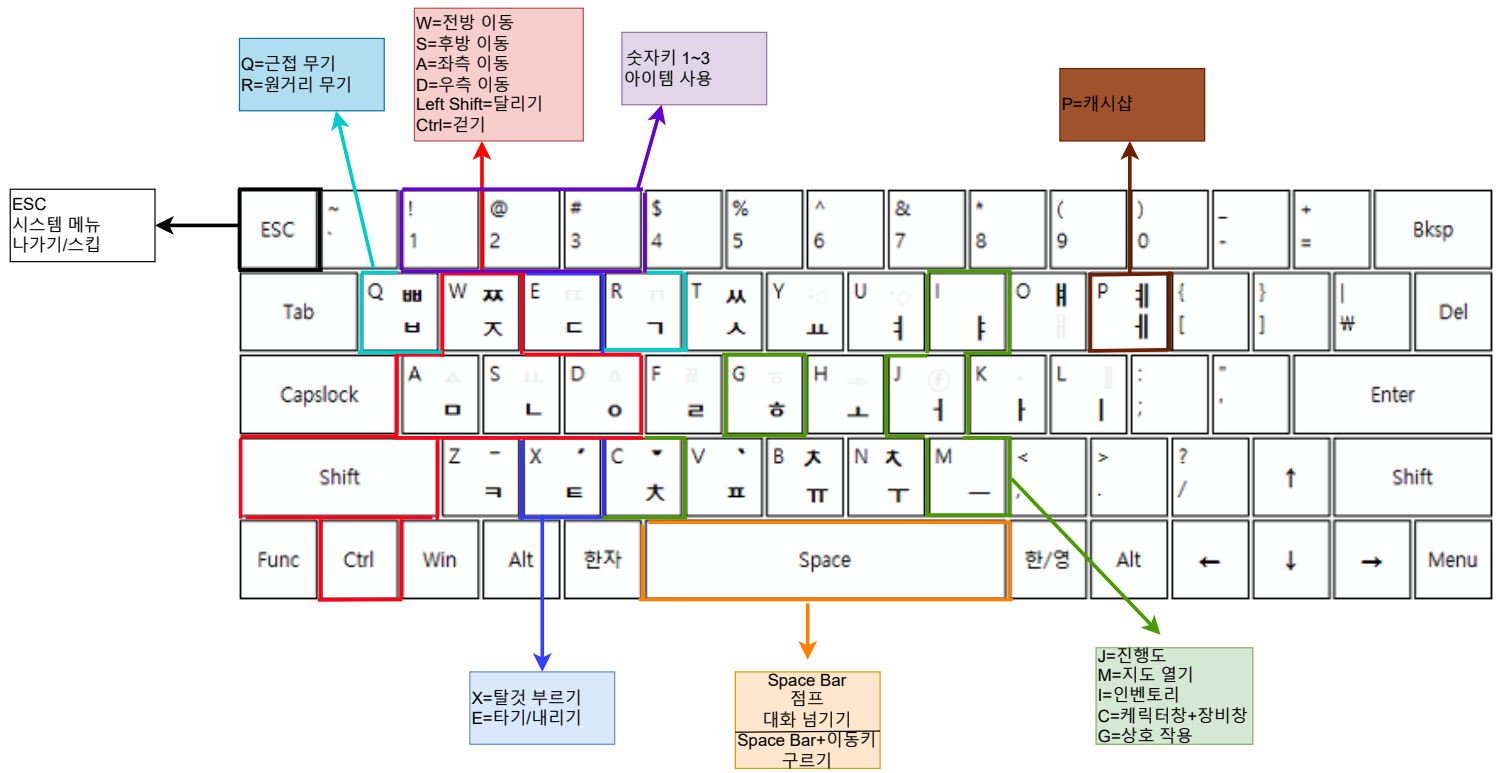 W=전방 이동
S=후방 이동
A=좌측 이동
D=우측 이동
Left Shift=달리기
Ctrl=걷기
Q=근접 무기
R=원거리 무기
숫자키 1~3
아이템 사용
P=캐시샵
ESC
시스템 메뉴
나가기/스킵
ESC ~ ` ! 1 @ 2 # 3 $ 4 % 5 ^ 6 & 7 * 8 ( 9 ) 0 _ - + = Bksp
Tab Q ㅃ ㅂ W ㅉ ㅈ E ㄸ ㄷ R ㄲ ㄱ T ㅆ ㅅ Y ㅛ U ㅕ I ㅑ O ㅒ ㅐ P ㅖ ㅔ { [ } ] | ₩ Del
Capslock A ㅁ S ㄴ D ㅇ F ㄹ G ㅎ H ㅗ J ㅓ K ㅏ L ㅣ : ; " ' Enter
Shift Z ㅋ X ㅌ C ㅊ V ㅍ B ㅊ ㅠ N ㅊ ㅜ M ㅡ < , > . ? / ↑ Shift
Func Ctrl Win Alt 한자 Space 한/영 Alt ← ↓ → Menu
X=탈것 부르기
E=타기/내리기
Space Bar
점프
대화 넘기기
Space Bar+이동키
구르기
J=진행도
M=지도 열기
I=인벤토리
C=케릭터창+장비창
G=상호 작용